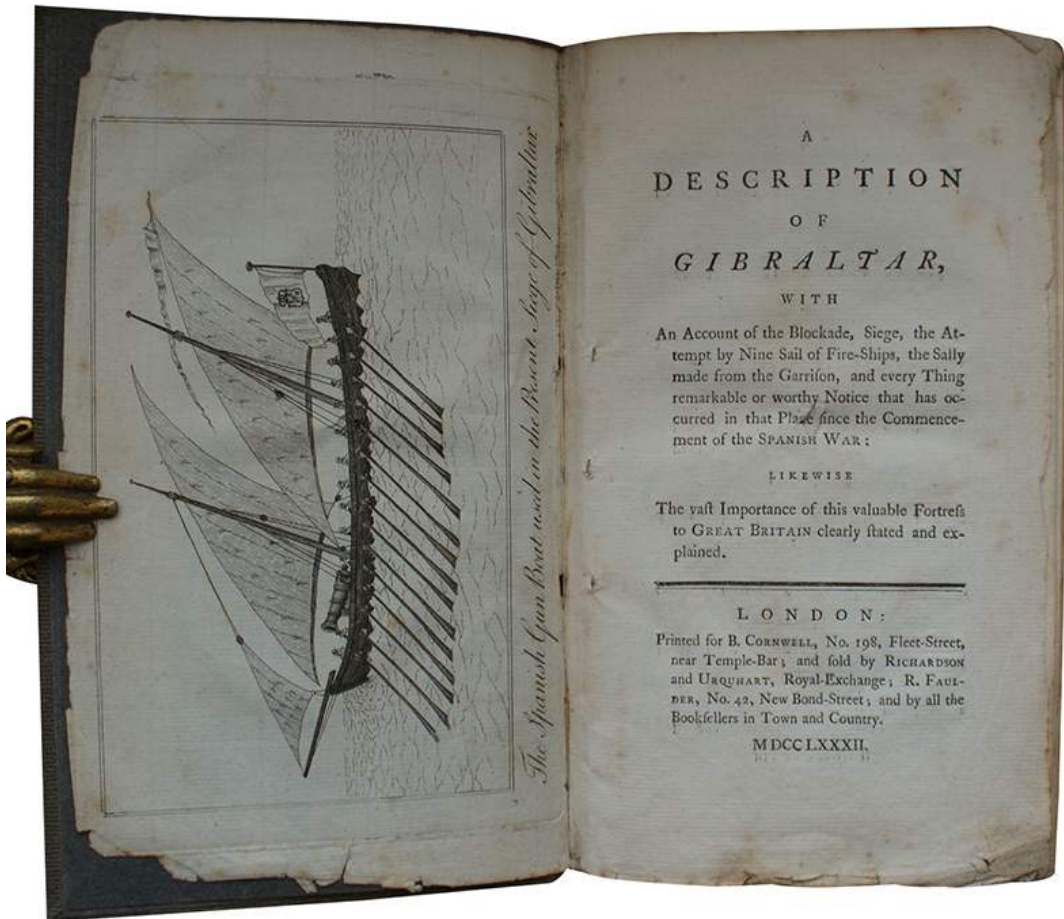 The Spanish Gun Boat used in the Present Siege of Gibraltar
A
DESCRIPTION
OF
GIBRALTAR,
WITH
An Account of the Blockade, Siege, the At-
tempt by Nine Sail of Fire-Ships, the Sally
made from the Garriſon, and every Thing
remarkable or worthy Notice that has oc-
curred in that Place ſince the Commence-
ment of the SPANISH WAR:
LIKEWISE
The vaſt Importance of this valuable Fortreſs
to GREAT BRITAIN clearly ſtated and ex-
plained.
LONDON:
Printed for B. CORNWELL, No. 198, Fleet-Street,
near Temple-Bar; and ſold by RICHARDSON
and URQUHART, Royal-Exchange; R. FAUL-
DER, No. 42, New Bond-Street; and by all the
Bookſellers in Town and Country.
MDCCLXXXII.